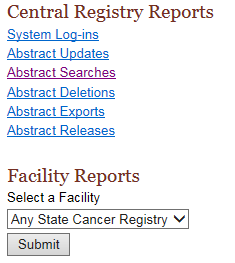 Central Registry Reports
System Log-ins
Abstract Updates
Abstract Searches
Abstract Deletions
Abstract Exports
Abstract Releases
Facility Reports
Select a Facility
Any State Cancer Registry
Submit